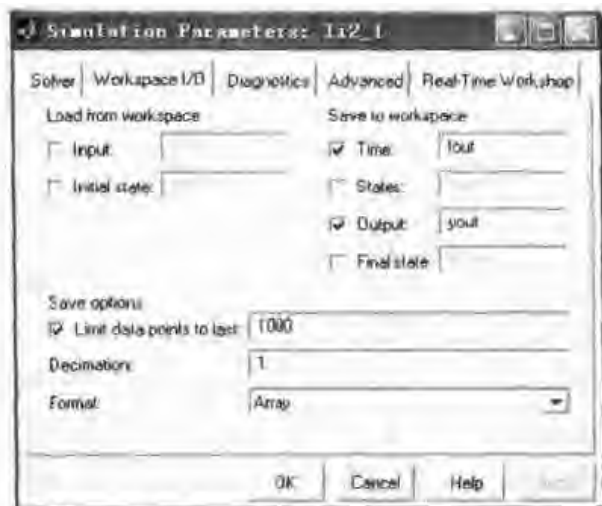 Simulation Parameters: li2_1
Solver Workspace I/O Diagnostics Advanced Real-Time Workshop
Load from workspace
Input:
Initial state:
Save to workspace
Time: tout
States:
Output: yout
Final state:
Save options
Limit data points to last: 1000
Decimation: 1
Format: Array
OK Cancel Help